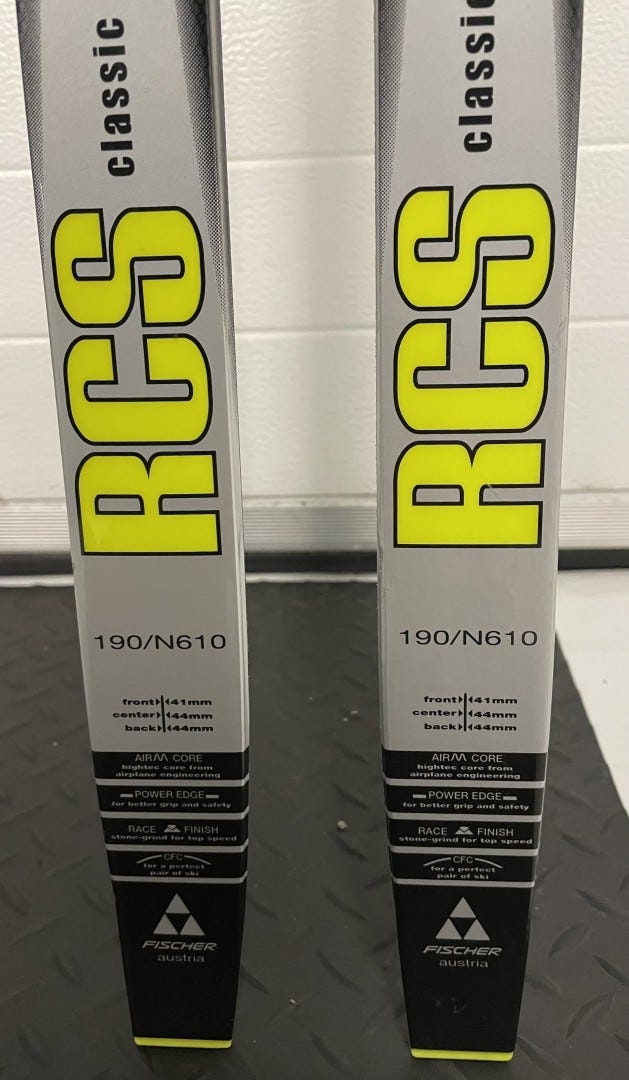 classic
RCS
190/N610
front 41mm
center 44mm
back 44mm
AIR CORE
hightec core from
airplane engineering
POWER EDGE
for better grip and safety
RACE FINISH
stone-grind for top speed
CFC
for a perfect
pair of ski
FISCHER
austria
classic
RCS
190/N610
front 41mm
center 44mm
back 44mm
AIR CORE
hightec core from
airplane engineering
POWER EDGE
for better grip and safety
RACE FINISH
stone-grind for top speed
CFC
for a perfect
pair of ski
FISCHER
austria